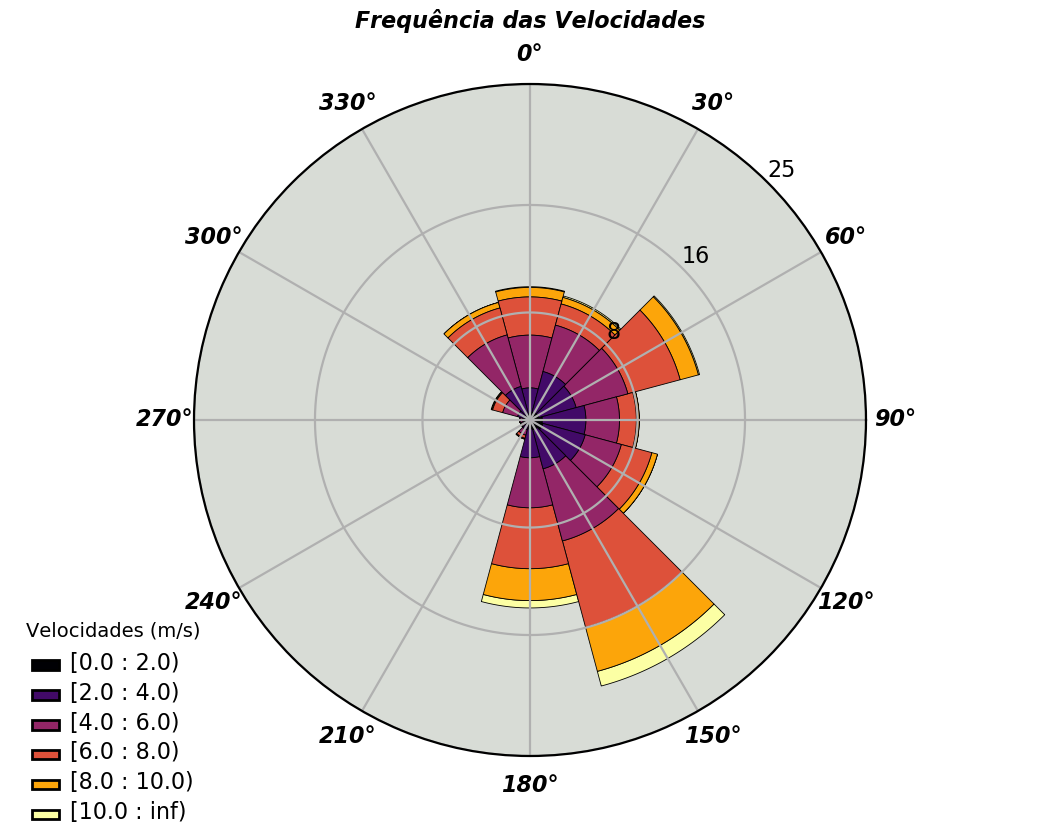 Frequência das Velocidades
0°
330°
30°
25
300°
60°
16
8
270°
90°
240°
120°
210°
150°
180°
Velocidades (m/s)
[0.0 : 2.0)
[2.0 : 4.0)
[4.0 : 6.0)
[6.0 : 8.0)
[8.0 : 10.0)
[10.0 : inf)